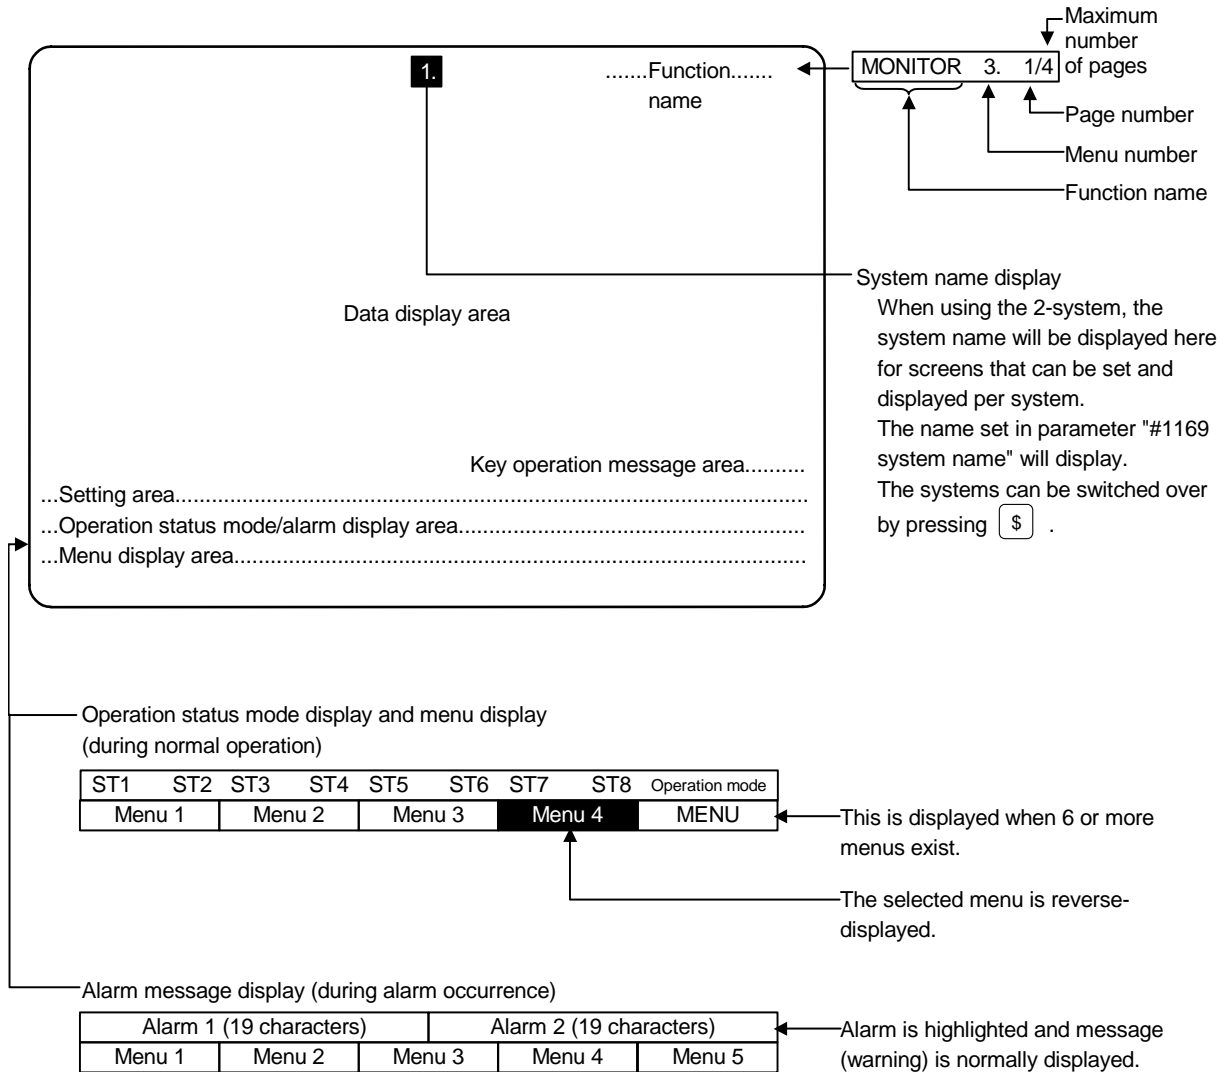 Maximum
number
of pages
1.
.......Function.......
name
MONITOR 3. 1/4
Page number
Menu number
Function name
System name display
When using the 2-system, the
system name will be displayed here
for screens that can be set and
displayed per system.
The name set in parameter "#1169
system name" will display.
The systems can be switched over
by pressing $ .
Data display area
Key operation message area..........
...Setting area..........................................................................................................
...Operation status mode/alarm display area.........................................................
...Menu display area...............................................................................................
Operation status mode display and menu display
(during normal operation)
ST1 ST2 ST3 ST4 ST5 ST6 ST7 ST8 Operation mode
Menu 1 Menu 2 Menu 3 Menu 4 MENU
This is displayed when 6 or more
menus exist.
The selected menu is reverse-
displayed.
Alarm message display (during alarm occurrence)
Alarm 1 (19 characters) Alarm 2 (19 characters)
Menu 1 Menu 2 Menu 3 Menu 4 Menu 5
Alarm is highlighted and message
(warning) is normally displayed.